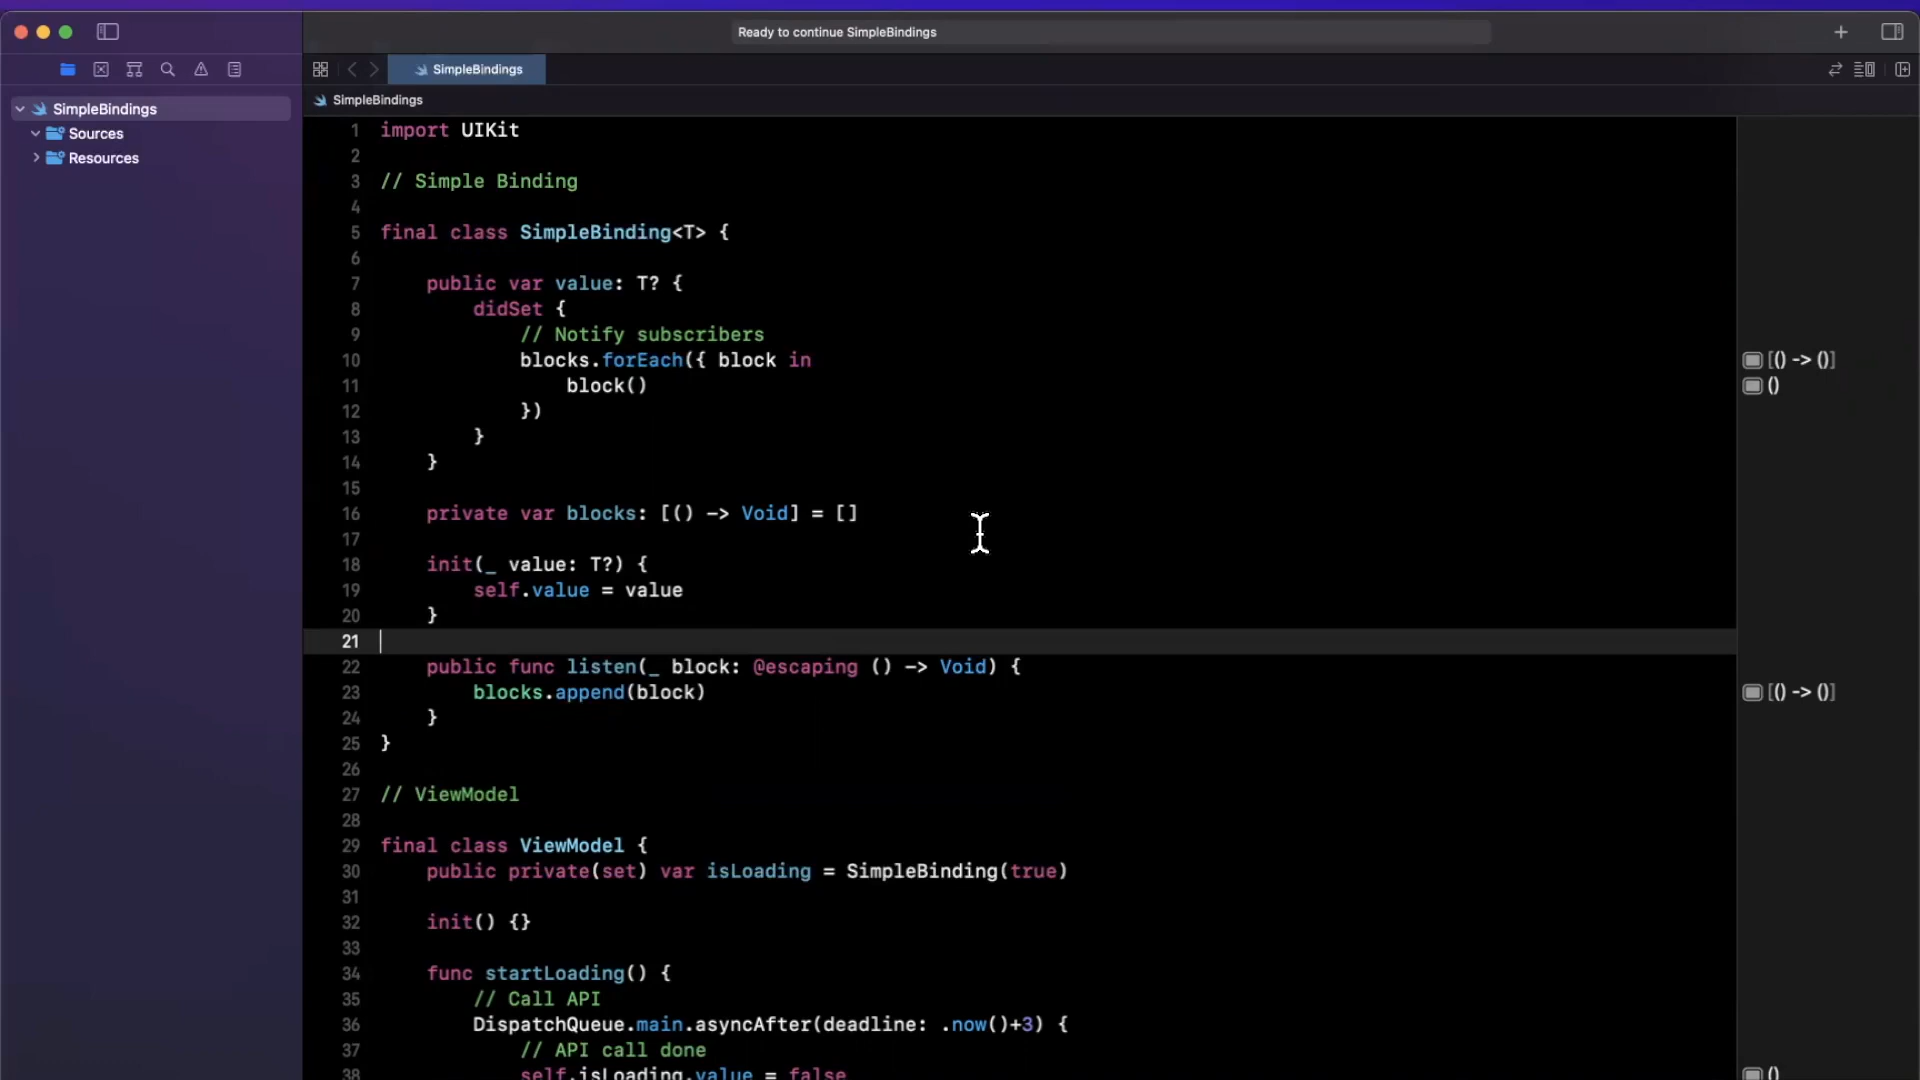 Ready to continue SimpleBindings
SimpleBindings
SimpleBindings
Sources
Resources
SimpleBindings
1 import UIKit
2
3 // Simple Binding
4
5 final class SimpleBinding<T> {
6
7 public var value: T? {
8 didSet {
9 // Notify subscribers
10 blocks.forEach({ block in [() -> ()]
11 block() ()
12 })
13 }
14 }
15
16 private var blocks: [() -> Void] = []
17
18 init(_ value: T?) {
19 self.value = value
20 }
21
22 public func listen(_ block: @escaping () -> Void) {
23 blocks.append(block) [() -> ()]
24 }
25 }
26
27 // ViewModel
28
29 final class ViewModel {
30 public private(set) var isLoading = SimpleBinding(true)
31
32 init() {}
33
34 func startLoading() {
35 // Call API
36 DispatchQueue.main.asyncAfter(deadline: .now()+3) {
37 // API call done
38 self.isLoading.value = false ()